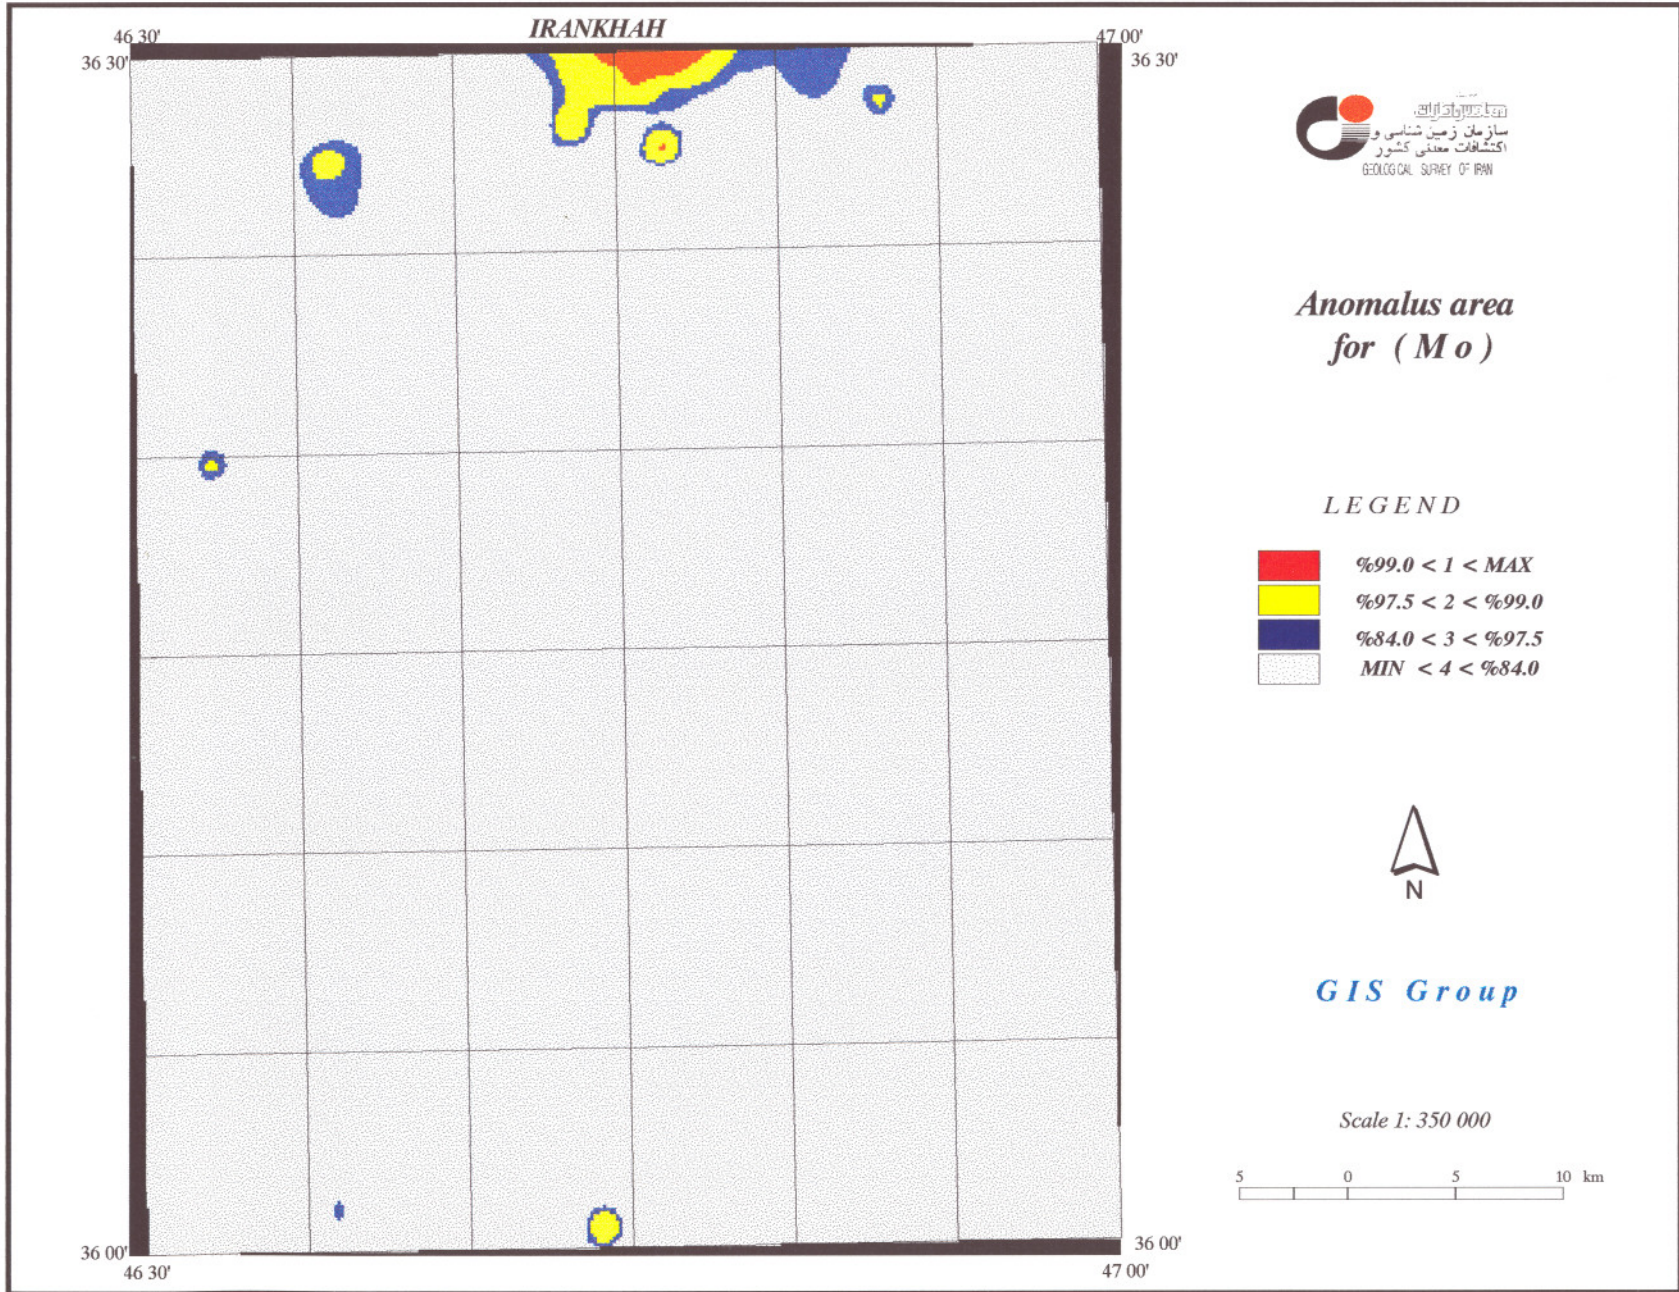 IRANKHAH
46 30'
47 00'
36 30'
36 30'
سازمان زمین شناسی و
اکتشافات معدنی کشور
GEOLOGICAL SURVEY OF IRAN
Anomalus area
for ( M o )
LEGEND
%99.0 < 1 < MAX
%97.5 < 2 < %99.0
%84.0 < 3 < %97.5
MIN < 4 < %84.0
N
GIS Group
Scale 1: 350 000
5 0 5 10 km
36 00'
36 00'
46 30'
47 00'